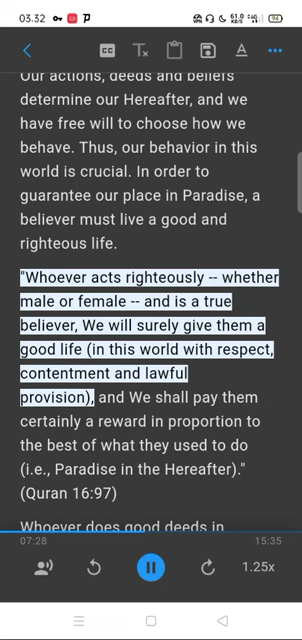 03.32
61.0
KB/S
4G
94
CC
Our actions, deeds and beliefs
determine our Hereafter, and we
have free will to choose how we
behave. Thus, our behavior in this
world is crucial. In order to
guarantee our place in Paradise, a
believer must live a good and
righteous life.
"Whoever acts righteously -- whether
male or female -- and is a true
believer, We will surely give them a
good life (in this world with respect,
contentment and lawful
provision), and We shall pay them
certainly a reward in proportion to
the best of what they used to do
(i.e., Paradise in the Hereafter)."
(Quran 16:97)
Whoever does good deeds in
07:28
15:35
1.25x